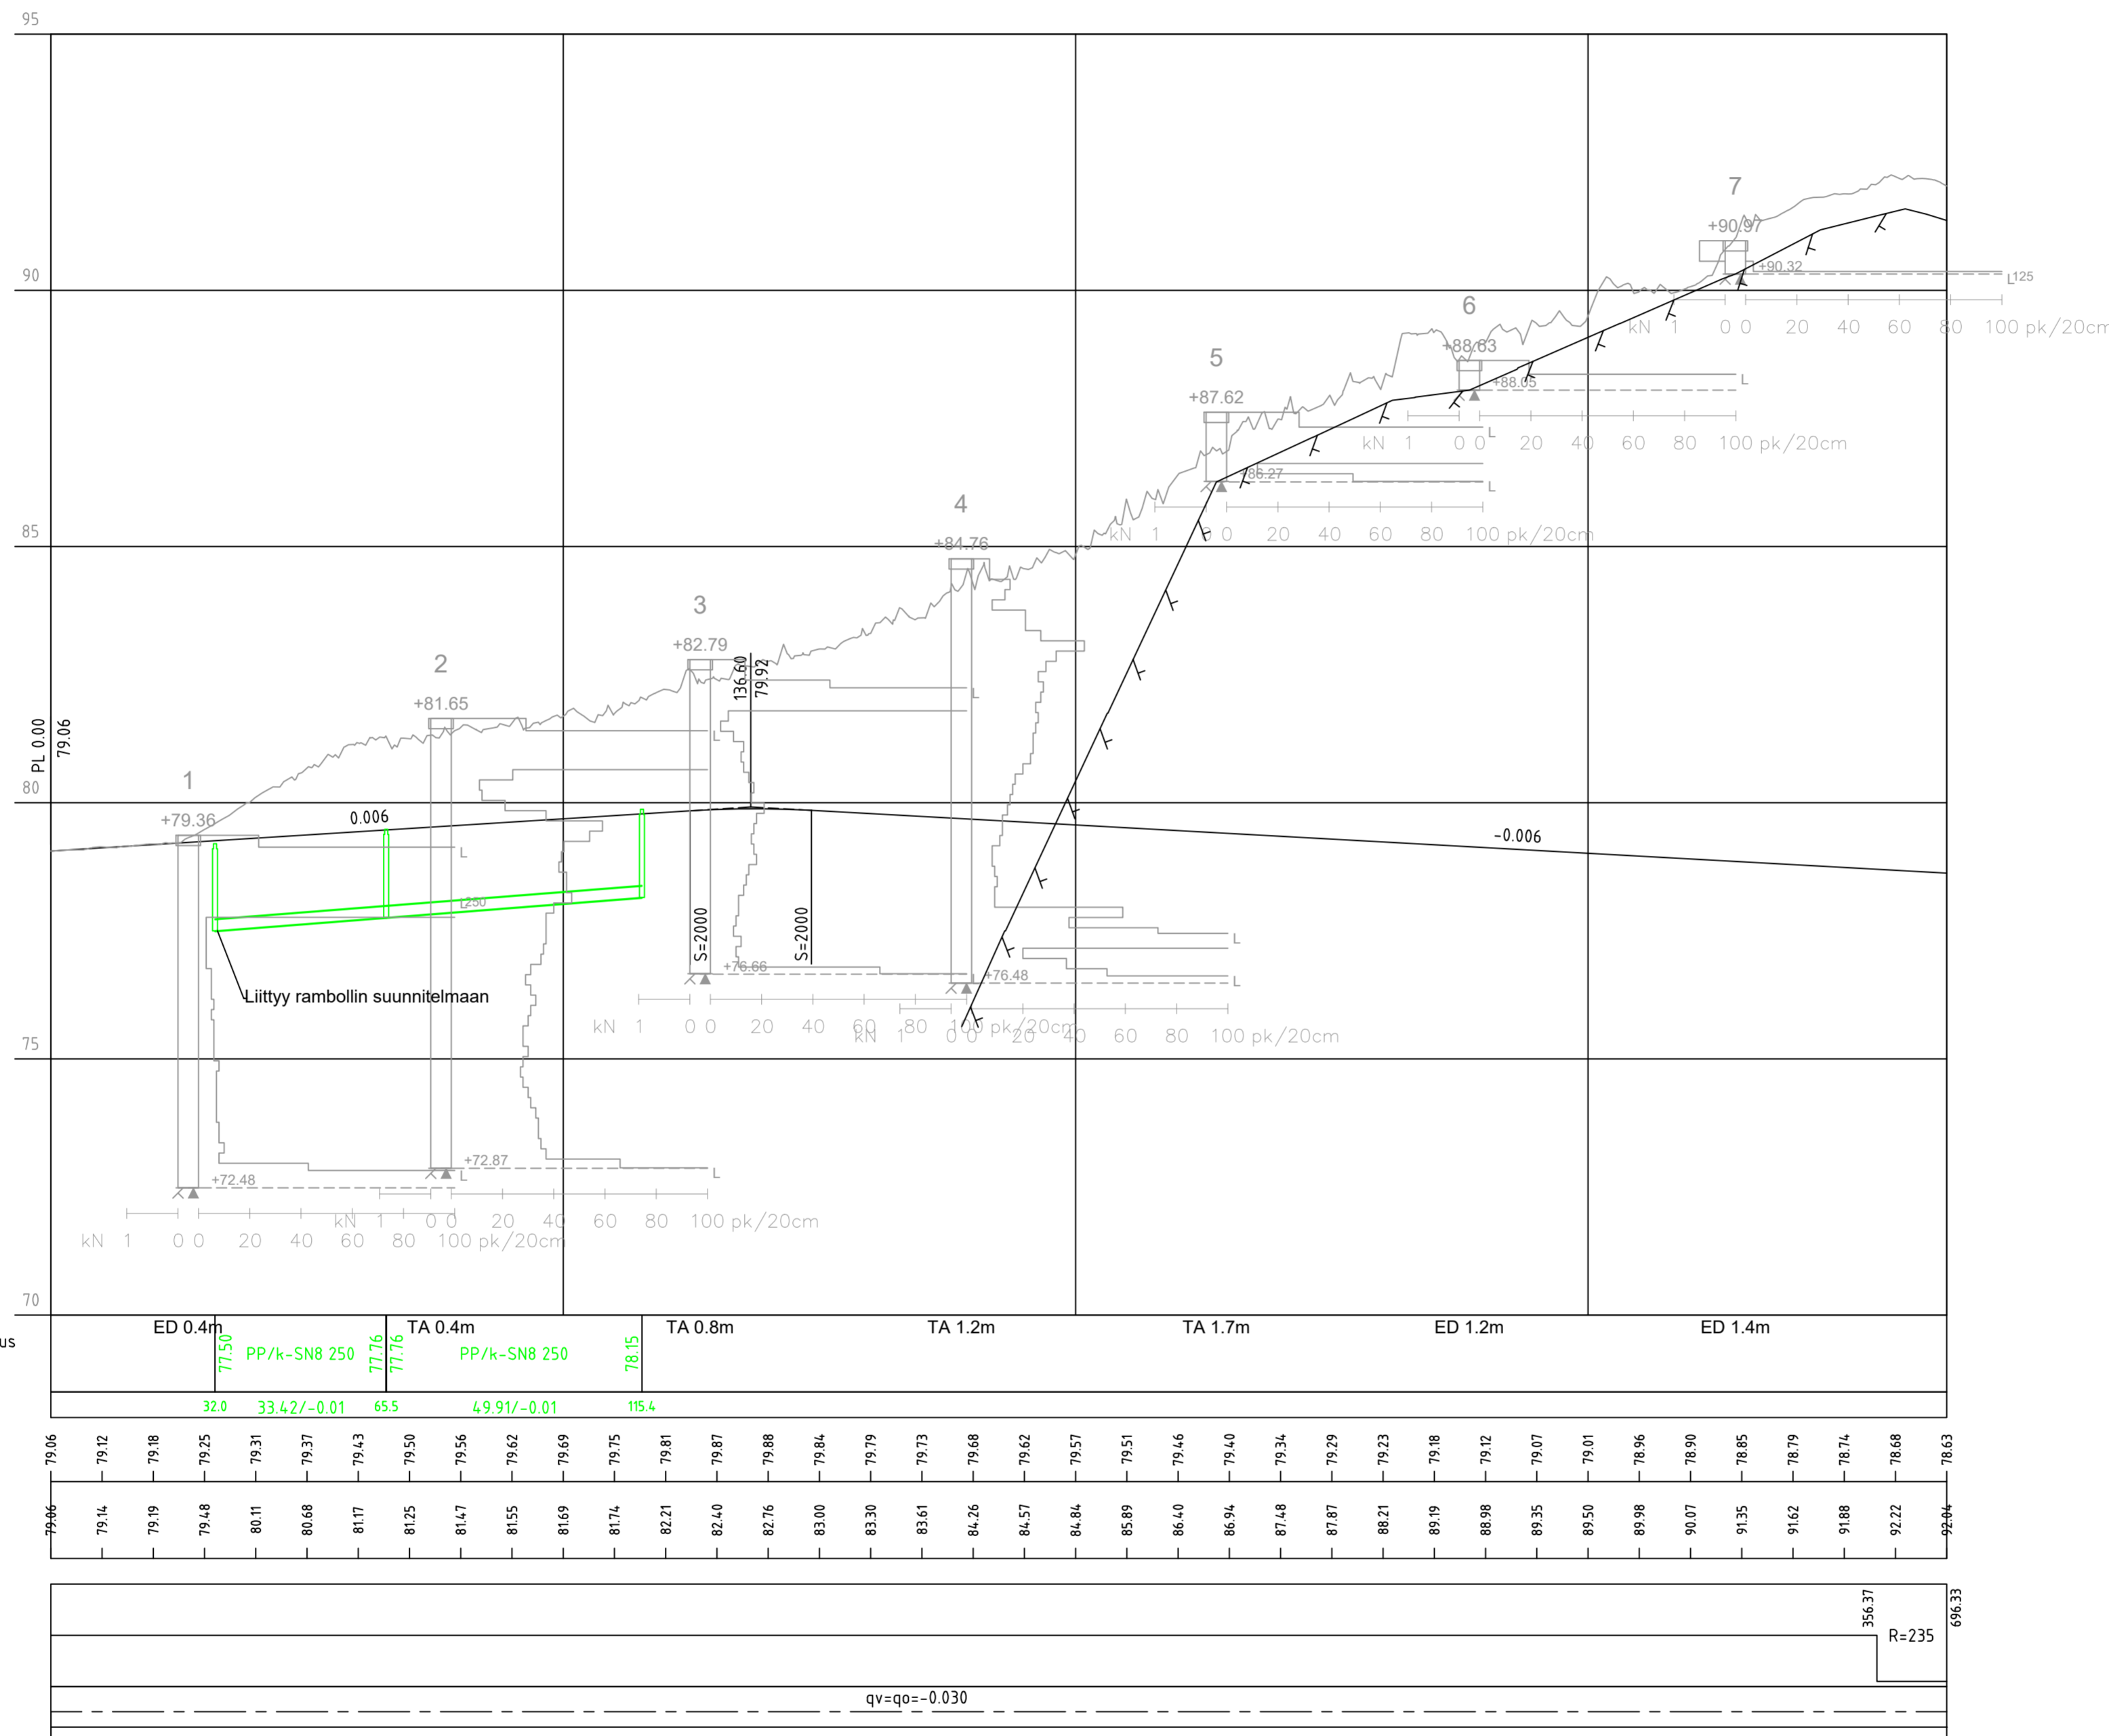 95
7
+90.97
90
+90.32
L125
6
kN 1 0 0 20 40 60 80 100 pk/20cm
+88.63
5
+88.05
L
+87.62
L
kN 1 0 0 20 40 60 80 100 pk/20cm
+86.27
L
4
85
+84.76
kN 1 0 0 20 40 60 80 100 pk/20cm
3
+82.79
136.60
79.92
L
2
+81.65
PL 0.00
79.06
L
1
80
+79.36
0.006
-0.006
L
L250
S=2000
S=2000
L
+76.66
L
+76.48
L
Liittyy rambollin suunnitelmaan
kN 1 0 0 20 40 60 80 100 pk/20cm
kN 1 0 0 20 40 60 80 100 pk/20cm
75
+72.87
L
+72.48
L
kN 1 0 0 20 40 60 80 100 pk/20cm
kN 1 0 0 20 40 60 80 100 pk/20cm
70
us
ED 0.4m TA 0.4m TA 0.8m TA 1.2m TA 1.7m ED 1.2m ED 1.4m
77.50 PP/k-SN8 250 77.76 77.76 PP/k-SN8 250 78.15
32.0 33.42/-0.01 65.5 49.91/-0.01 115.4
79.06 79.12 79.18 79.25 79.31 79.37 79.43 79.50 79.56 79.62 79.69 79.75 79.81 79.87 79.88 79.84 79.79 79.73 79.68 79.62 79.57 79.51 79.46 79.40 79.34 79.29 79.23 79.18 79.12 79.07 79.01 78.96 78.90 78.85 78.79 78.74 78.68 78.63
79.06 79.14 79.19 79.48 80.11 80.68 81.17 81.25 81.47 81.55 81.69 81.74 82.21 82.40 82.76 83.00 83.30 83.61 84.26 84.57 84.84 85.89 86.40 86.94 87.48 87.87 88.21 89.19 88.98 89.35 89.50 89.98 90.07 91.35 91.62 91.88 92.22 92.04
356.37
696.33
R=235
qv=qo=-0.030